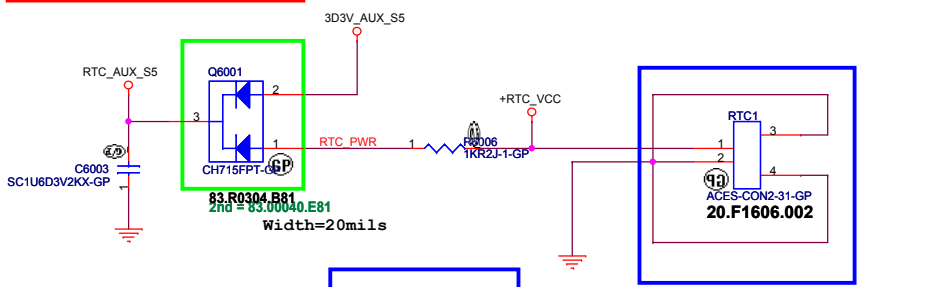 3D3V_AUX_S5
RTC_AUX_S5
Q6001
2
3
+RTC_VCC
RTC1
3
RTC_PWR
1
1
R6006
1
2
1KR2J-1-GP
C6003
SC1U6D3V2KX-GP
1
CH715FPT-GP
GP
4
ACES-CON2-31-GP
20.F1606.002
83.R0304.B81
2nd = 83.00040.E81
Width=20mils